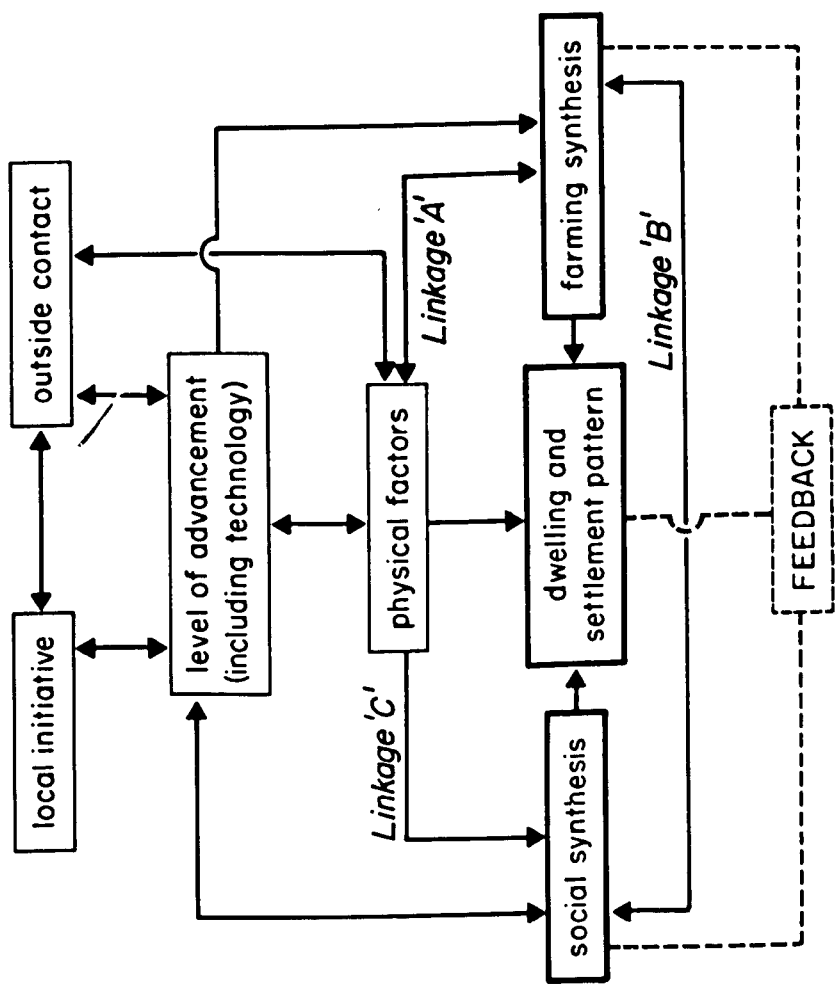 local initiative
outside contact
level of advancement
(including technology)
physical factors
Linkage 'C'
Linkage 'A'
social synthesis
dwelling and
settlement pattern
farming synthesis
Linkage 'B'
FEEDBACK